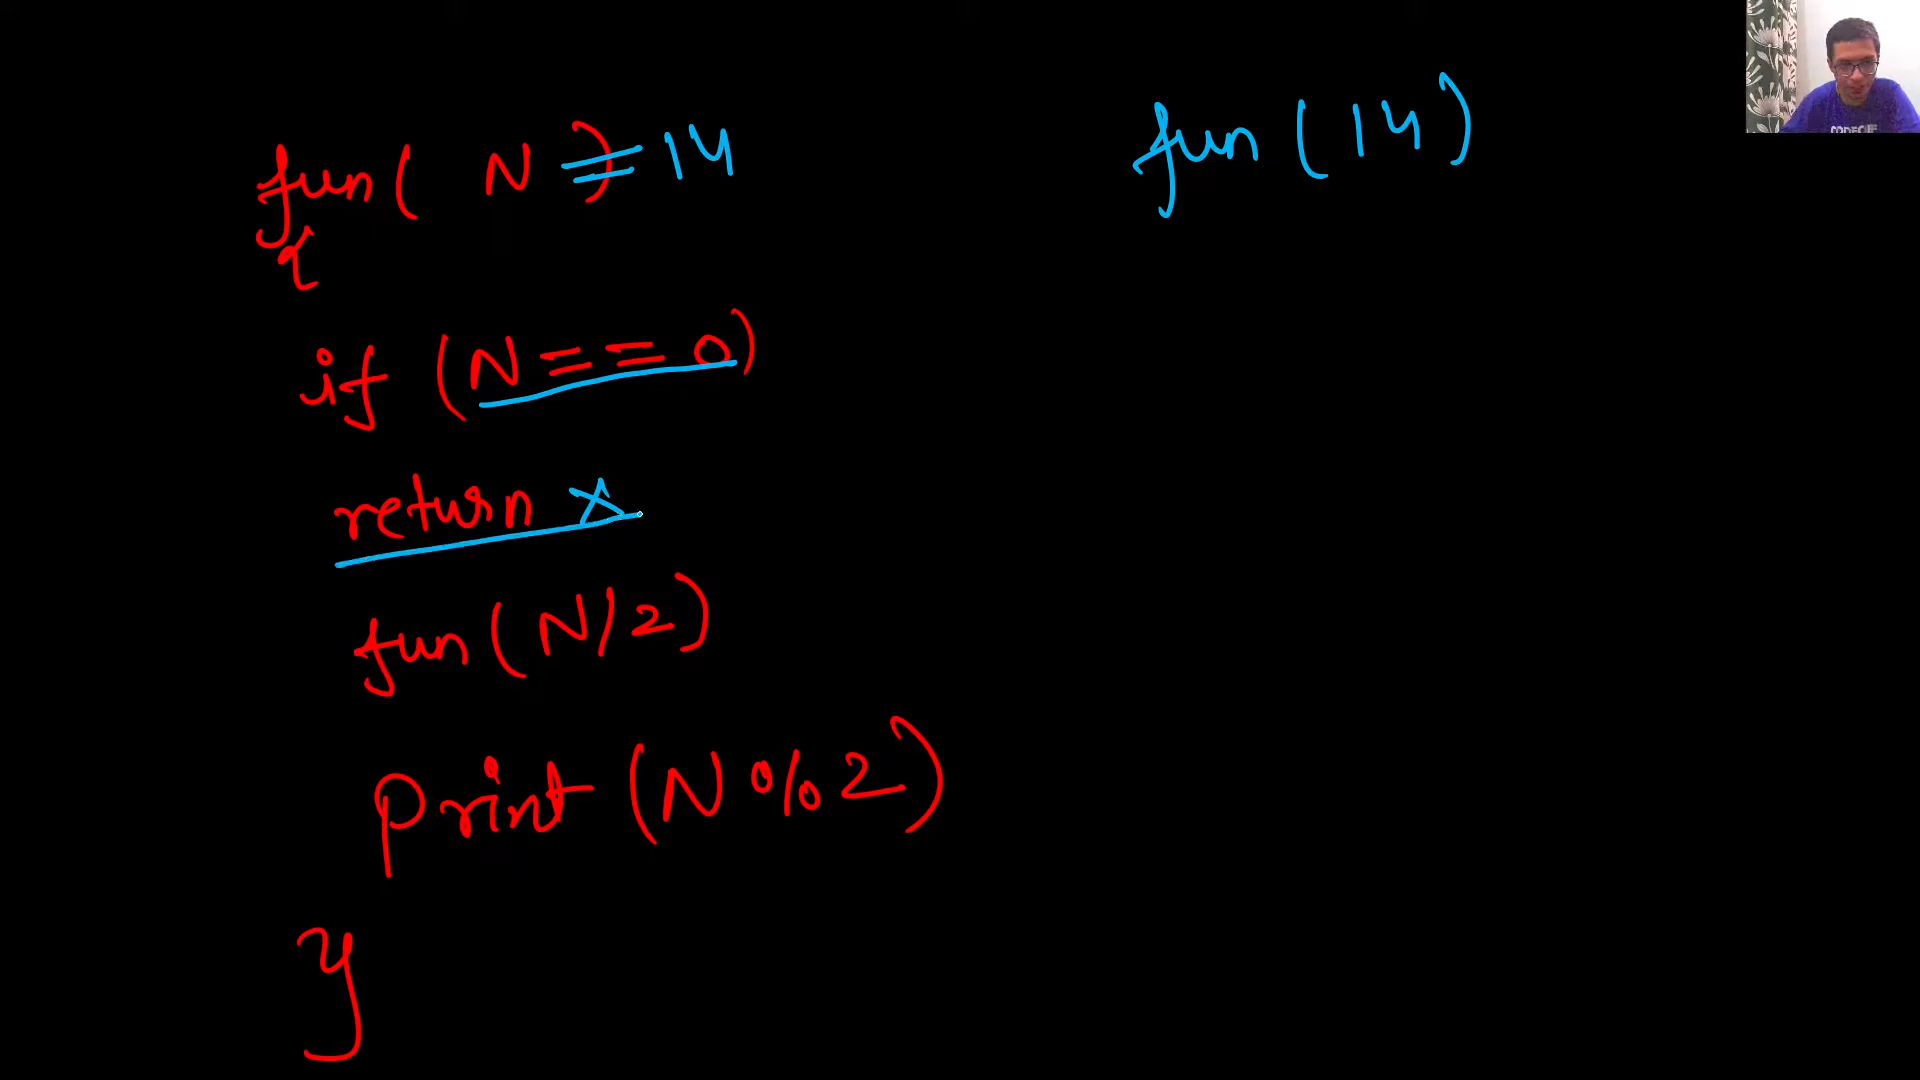 fun( N ) = 14
fun(14)
{
if (N == 0)
return x
fun(N/2)
print(N%2)
}